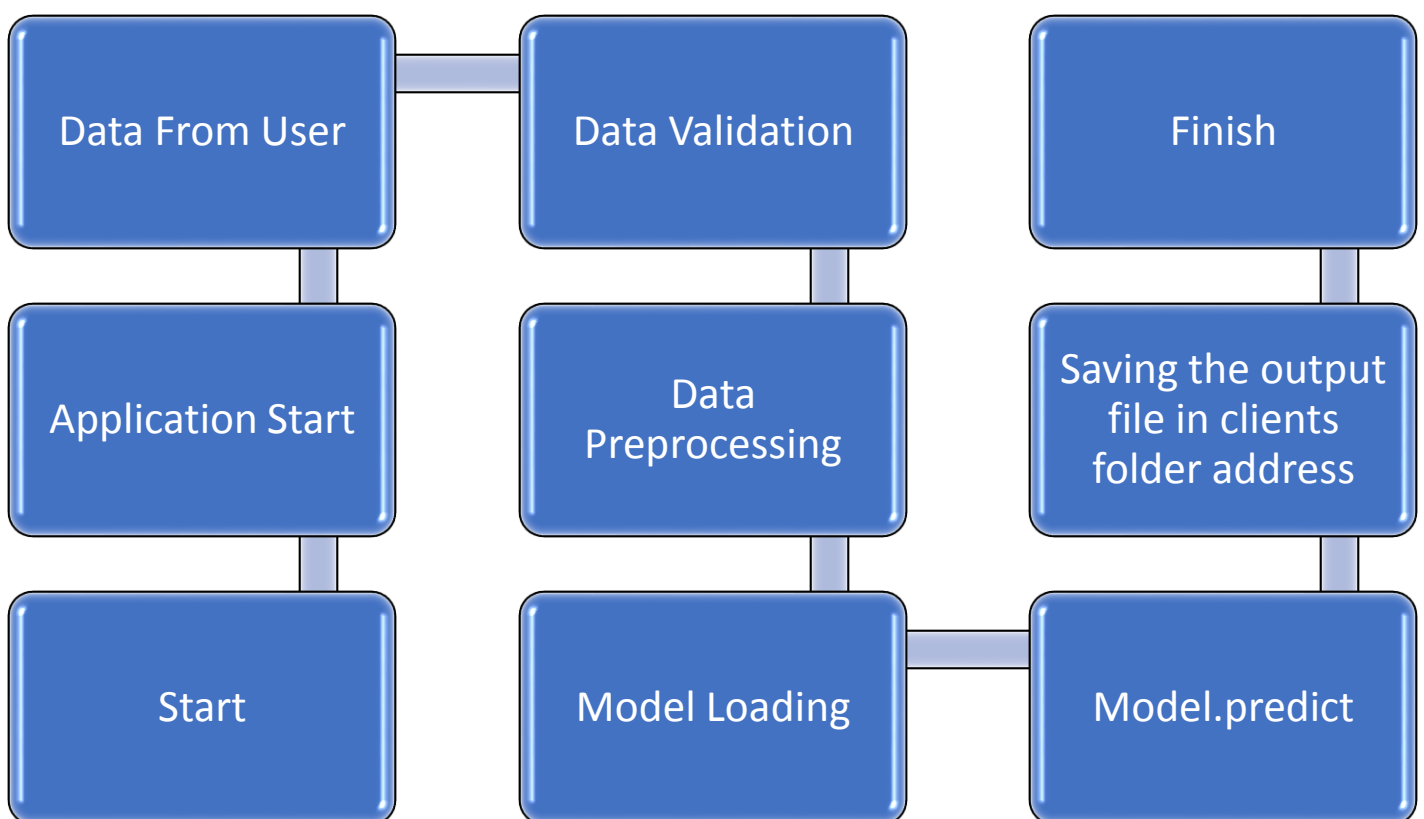 Data From User
Data Validation
Finish
Application Start
Data
Preprocessing
Saving the output
file in clients
folder address
Start
Model Loading
Model.predict